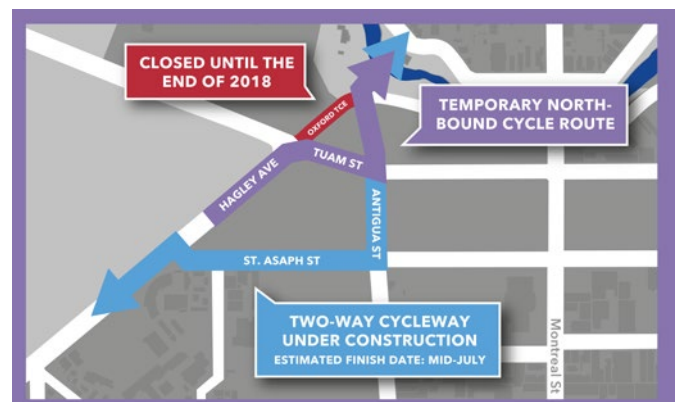 CLOSED UNTIL THE
END OF 2018
OXFORD TCE
TEMPORARY NORTH-
BOUND CYCLE ROUTE
TUAM ST
HAGLEY AVE
ANTIGUA ST
ST. ASAPH ST
TWO-WAY CYCLEWAY
UNDER CONSTRUCTION
ESTIMATED FINISH DATE: MID-JULY
Montreal St